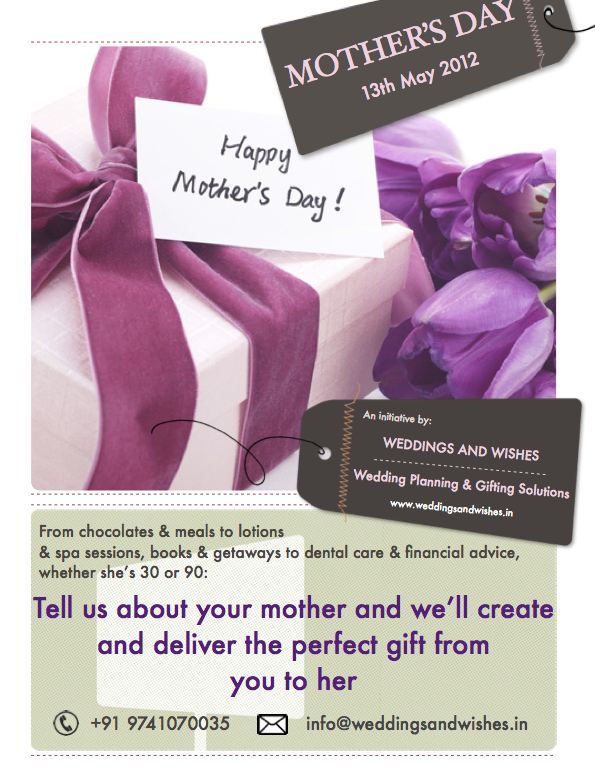 MOTHER'S DAY
13th May 2012
Happy
Mother's Day!
An initiative by:
WEDDINGS AND WISHES
Wedding Planning & Gifting Solutions
www.weddingsandwishes.in
From chocolates & meals to lotions
& spa sessions, books & getaways to dental care & financial advice,
whether she's 30 or 90:
Tell us about your mother and we'll create
and deliver the perfect gift from
you to her
+91 9741070035 info@weddingsandwishes.in